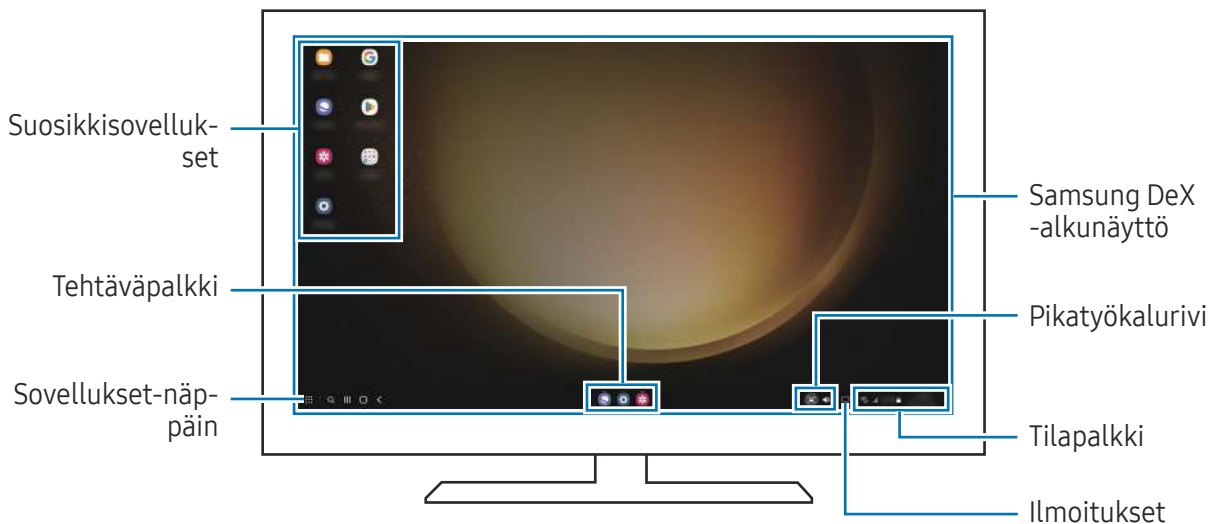 Suosikkisovelluk-
set
Tehtäväpalkki
Sovellukset-näp-
päin
Samsung DeX
-alkunäyttö
Pikatyökalurivi
Tilapalkki
Ilmoitukset